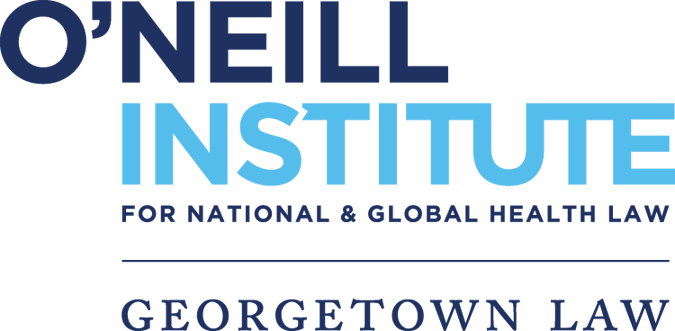 O’NEILL
INSTITUTE
FOR NATIONAL & GLOBAL HEALTH LAW
GEORGETOWN LAW